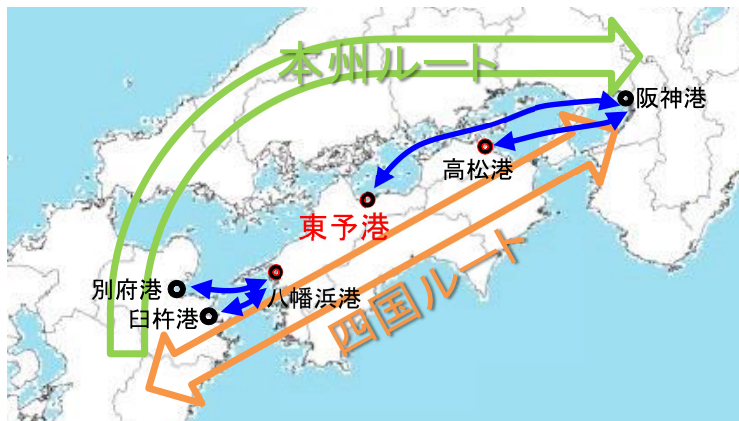 本州ルート
阪神港
高松港
東予港
四国ルート
別府港
八幡浜港
臼杵港